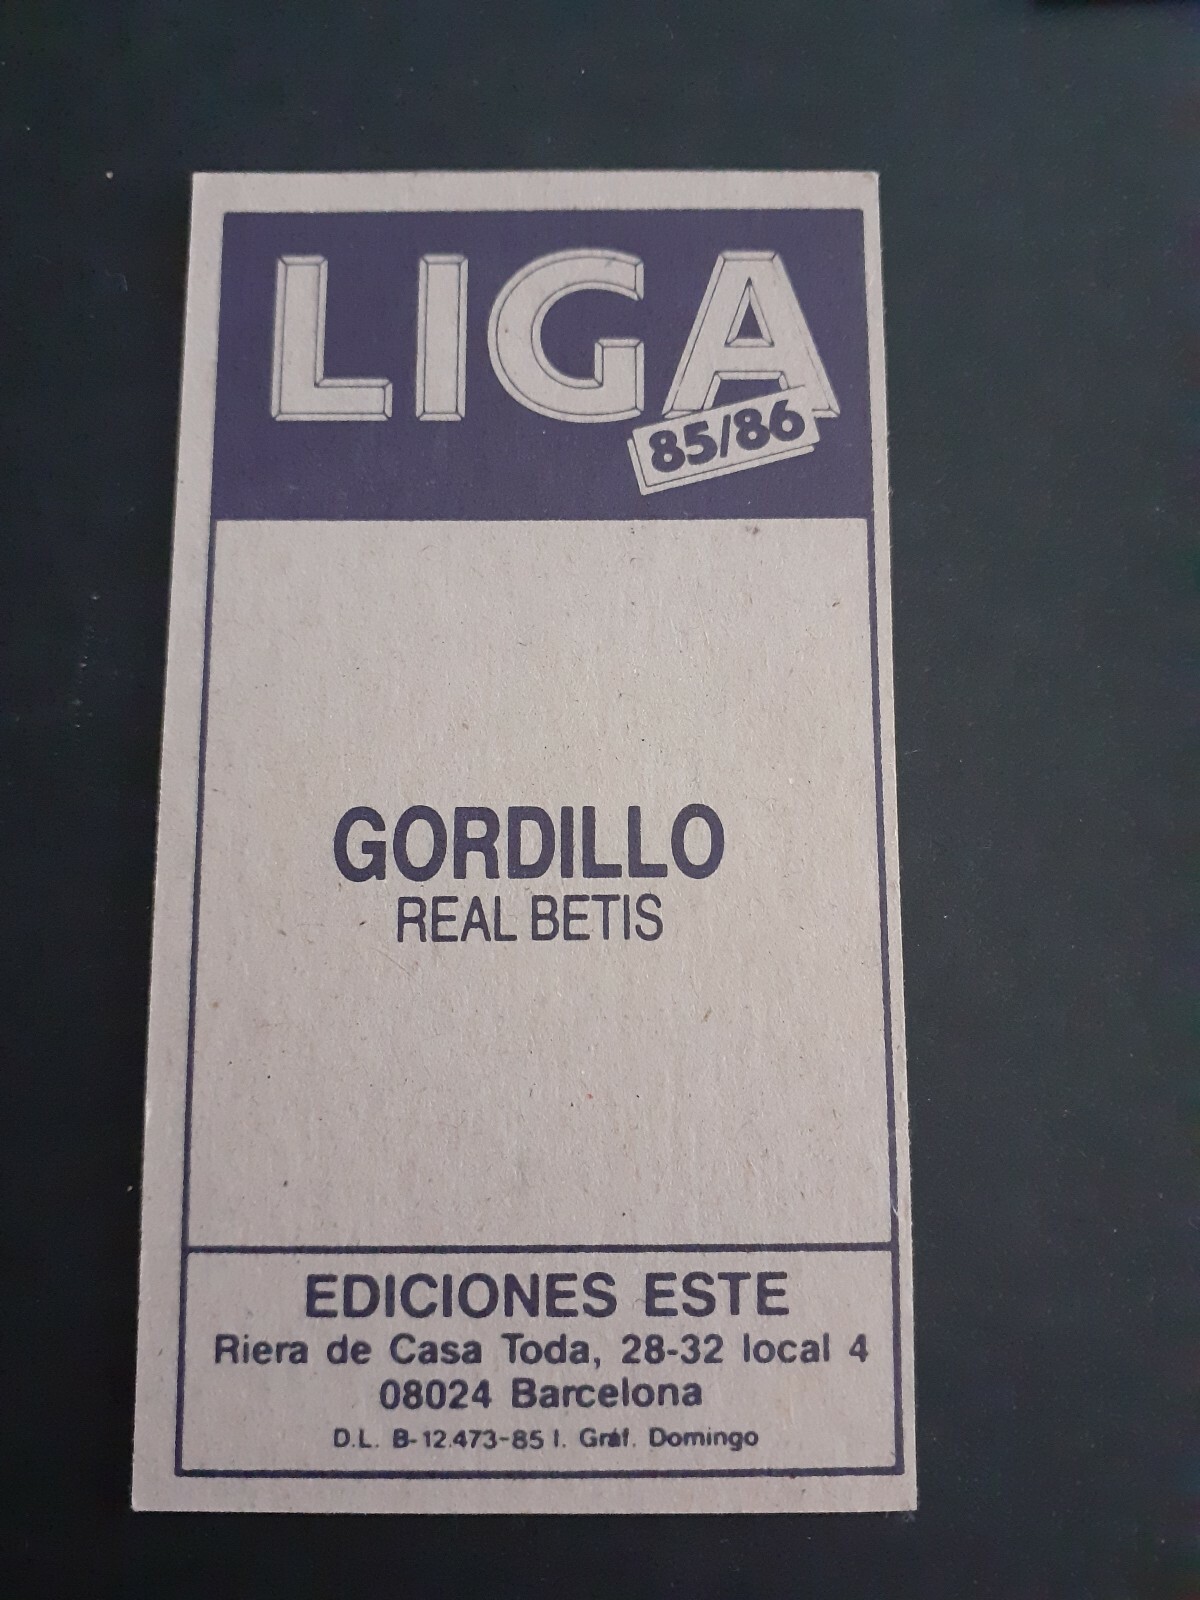 LIGA
85/86
GORDILLO
REAL BETIS
EDICIONES ESTE
Riera de Casa Toda, 28-32 local 4
08024 Barcelona
D.L. B-12.473-85 I. Gráf. Domingo